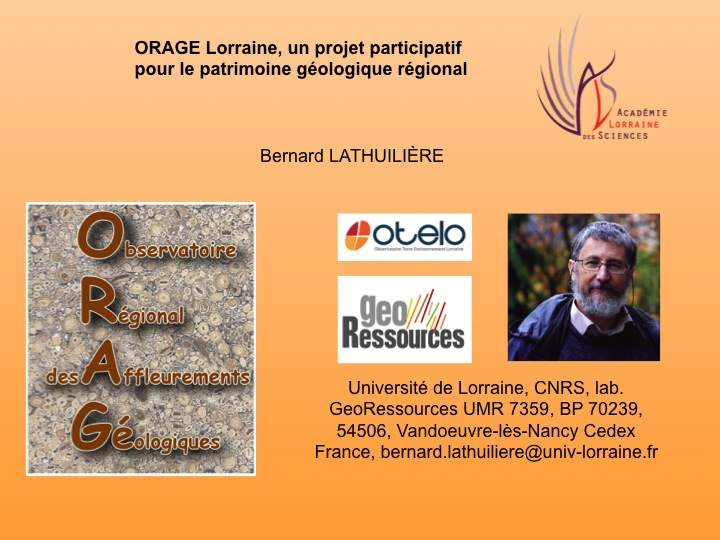 ORAGE Lorraine, un projet participatif
pour le patrimoine géologique régional
ACADÉMIE
LORRAINE
DES SCIENCES
Bernard LATHUILIÈRE
Observatoire
Régional
des Affleurements
Géologiques
otelo
Observatoire Terre Environnement Lorraine
geo
Ressources
Université de Lorraine, CNRS, lab.
GeoRessources UMR 7359, BP 70239,
54506, Vandoeuvre-lès-Nancy Cedex
France, bernard.lathuiliere@univ-lorraine.fr